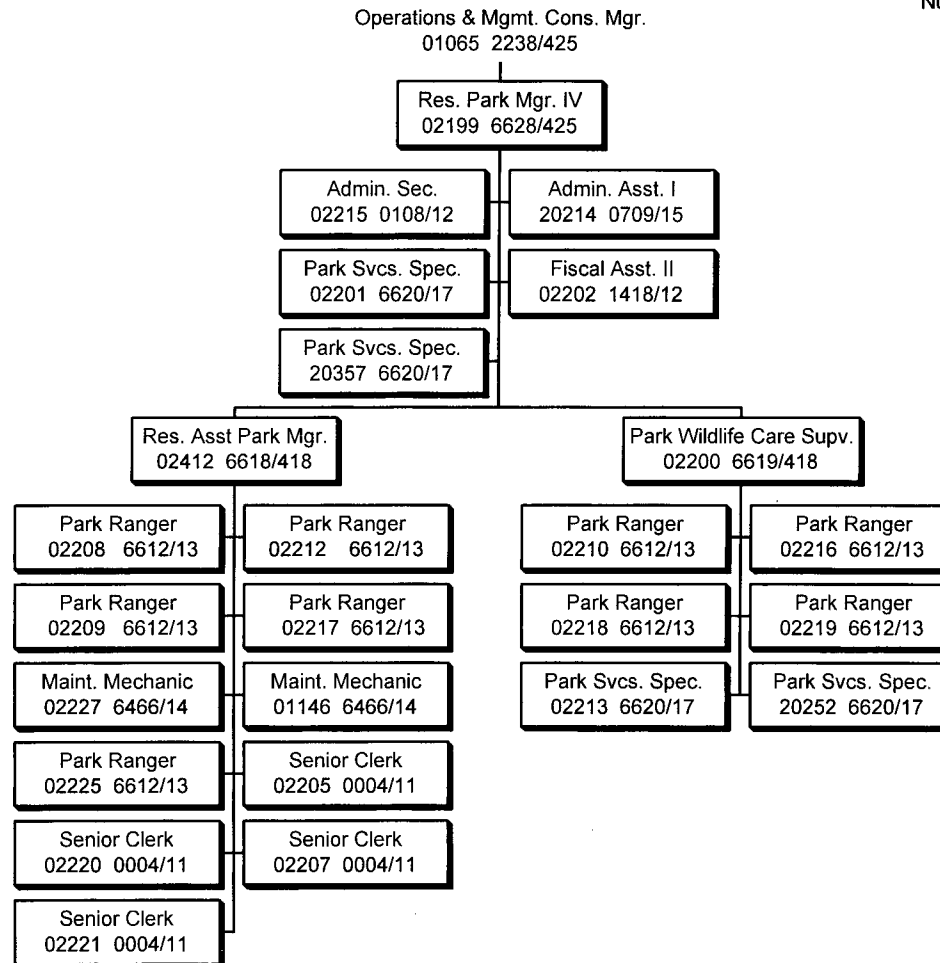 Operations & Mgmt. Cons. Mgr.
01065 2238/425
Res. Park Mgr. IV
02199 6628/425
Admin. Sec.
02215 0108/12
Admin. Asst. I
20214 0709/15
Park Svcs. Spec.
02201 6620/17
Fiscal Asst. II
02202 1418/12
Park Svcs. Spec.
20357 6620/17
Res. Asst Park Mgr.
02412 6618/418
Park Wildlife Care Supv.
02200 6619/418
Park Ranger
02208 6612/13
Park Ranger
02212 6612/13
Park Ranger
02210 6612/13
Park Ranger
02216 6612/13
Park Ranger
02209 6612/13
Park Ranger
02217 6612/13
Park Ranger
02218 6612/13
Park Ranger
02219 6612/13
Maint. Mechanic
02227 6466/14
Maint. Mechanic
01146 6466/14
Park Svcs. Spec.
02213 6620/17
Park Svcs. Spec.
20252 6620/17
Park Ranger
02225 6612/13
Senior Clerk
02205 0004/11
Senior Clerk
02220 0004/11
Senior Clerk
02207 0004/11
Senior Clerk
02221 0004/11